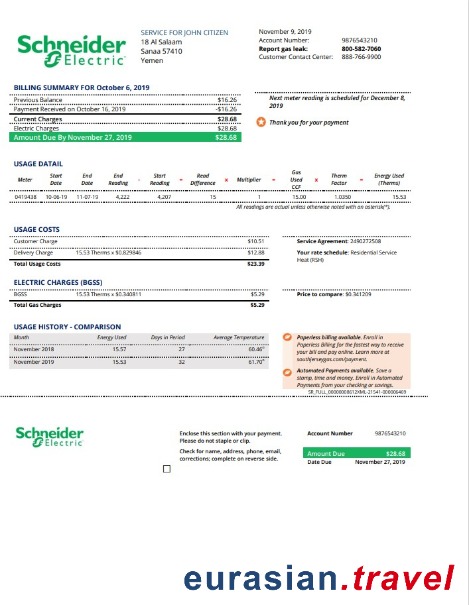 Schneider
Electric
SERVICE FOR JOHN CITIZEN
18 Al Salaam
Sanaa 57410
Yemen
November 9, 2019
Account Number: 9876543210
Report gas leak: 800-582-7060
Customer Contact Center: 888-766-9900
BILLING SUMMARY FOR October 6, 2019
Previous Balance $16.26
Payment Received on October 16, 2019 -$16.26
Current Charges $28.68
Electric Charges $28.68
Amount Due By November 27, 2019 $28.68
Next meter reading is scheduled for December 8, 2019
Thank you for your payment
USAGE DATAIL
Meter Start Date End Date End Reading - Start Reading = Read Difference x Multiplier = Gas Used CCF x Therm Factor = Energy Used (Therms)
0419438 10-06-19 11-07-19 4,222 4,207 15 1 15.00 1.0350 15.53
All readings are actual unless otherwise noted with an asterisk(*).
USAGE COSTS
Customer Charge $10.51
Delivery Charge 15.53 Therms x $0.829846 $12.88
Total Usage Costs $23.39
Service Agreement: 2490272508
Your rate schedule: Residential Service
Heat (RSH)
ELECTRIC CHARGES (BGSS)
BGSS 15.53 Therms x $0.340811 $5.29
Total Gas Charges $5.29
Price to compare: $0.341209
USAGE HISTORY - COMPARISON
Month Energy Used Days in Period Average Temperature
November 2018 15.57 27 60.46°
November 2019 15.53 32 61.70°
Paperless billing available. Enroll in
Paperless Billing for the fastest way to receive
your bill and pay online. Learn more at
southjerseygas.com/payment.
Automated Payments available. Save a
stamp, time and money. Enroll in Automated
Payments from your checking or savings.
Schneider
Electric
Enclose this section with your payment.
Please do not staple or clip.
Check for name, address, phone, email,
corrections; complete on reverse side.
Account Number 9876543210
Amount Due $28.68
Date Due November 27, 2019
eurasian.travel